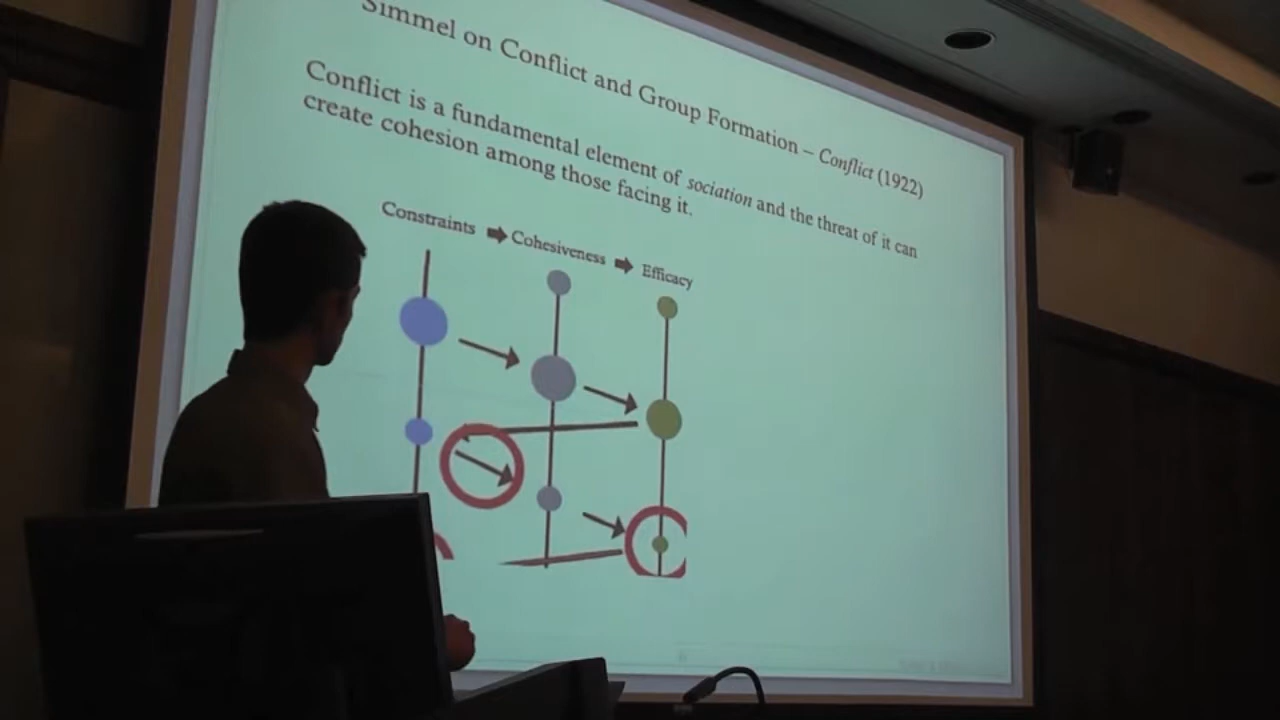 Simmel on Conflict and Group Formation – Conflict (1922)
Conflict is a fundamental element of sociation and the threat of it can
create cohesion among those facing it.
Constraints ➡ Cohesiveness ➡ Efficacy